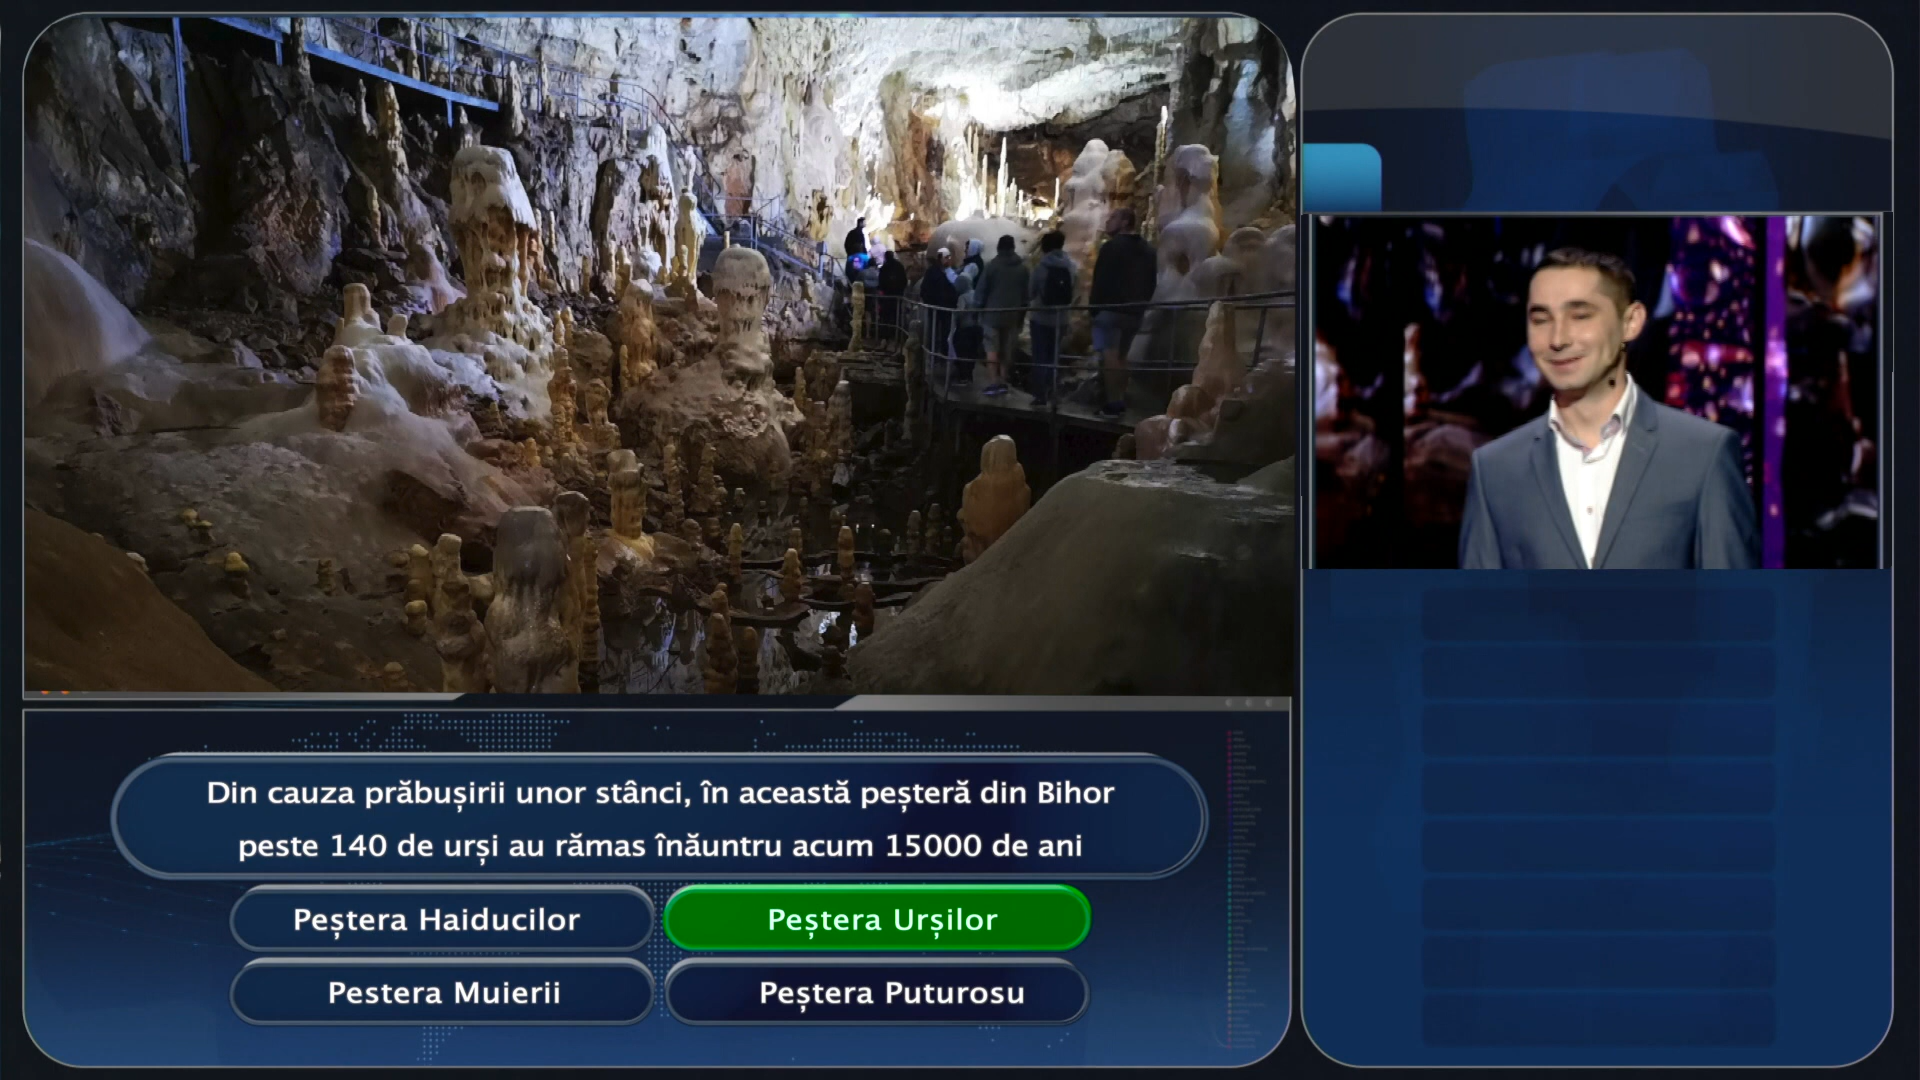 Din cauza prăbușirii unor stânci, în această peșteră din Bihor
peste 140 de urși au rămas înăuntru acum 15000 de ani
Peștera Haiducilor
Peștera Urșilor
Pestera Muierii
Peștera Puturosu